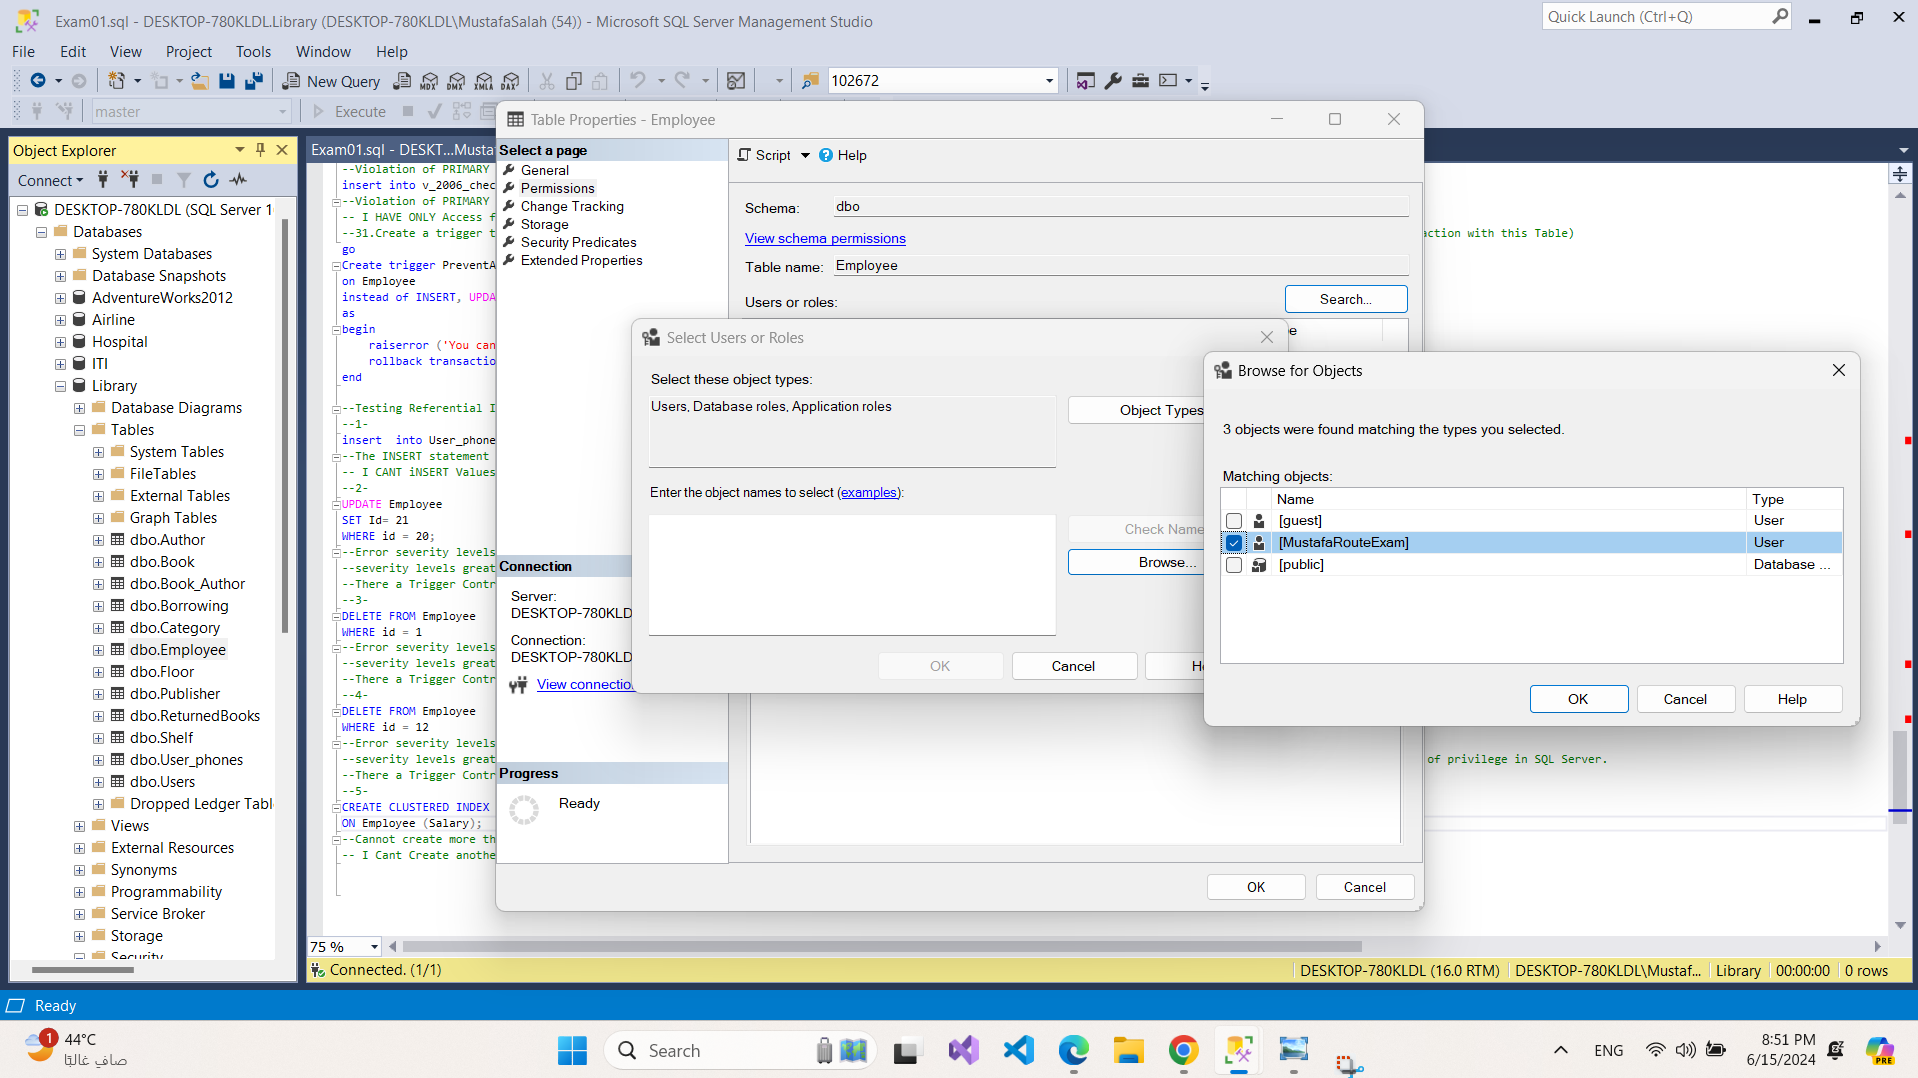 Exam01.sql - DESKTOP-780KLDL.Library (DESKTOP-780KLDL\MustafaSalah (54)) - Microsoft SQL Server Management Studio
Quick Launch (Ctrl+Q)
File Edit View Project Tools Window Help
New Query
MDX DMX XMLA DAX
102672
master
Execute
Object Explorer
Connect
DESKTOP-780KLDL (SQL Server 1
Databases
System Databases
Database Snapshots
AdventureWorks2012
Airline
Hospital
ITI
Library
Database Diagrams
Tables
System Tables
FileTables
External Tables
Graph Tables
dbo.Author
dbo.Book
dbo.Book_Author
dbo.Borrowing
dbo.Category
dbo.Employee
dbo.Floor
dbo.Publisher
dbo.ReturnedBooks
dbo.Shelf
dbo.User_phones
dbo.Users
Dropped Ledger Tabl
Views
External Resources
Synonyms
Programmability
Service Broker
Storage
Security
Exam01.sql - DESKT...Musta
--Violation of PRIMARY
insert into v_2006_chec
--Violation of PRIMARY
-- I HAVE ONLY Access f
--31.Create a trigger t
action with this Table)
go
Create trigger PreventA
on Employee
instead of INSERT, UPDA
as
begin
raiserror ('You can
rollback transactio
end
--Testing Referential I
--1-
insert  into User_phone
--The INSERT statement
-- I CANT iNSERT Values
--2-
UPDATE Employee
SET Id= 21
WHERE id = 20;
--Error severity levels
--severity levels great
--There a Trigger Contr
--3-
DELETE FROM Employee
WHERE id = 1
--Error severity levels
--severity levels great
--There a Trigger Contr
--4-
DELETE FROM Employee
WHERE id = 12
--Error severity levels
--severity levels great
of privilege in SQL Server.
--There a Trigger Contr
--5-
CREATE CLUSTERED INDEX
ON Employee (Salary);
--Cannot create more th
-- I Cant Create anothe
75 %
Connected. (1/1)
DESKTOP-780KLDL (16.0 RTM)
DESKTOP-780KLDL\Mustaf...
Library
00:00:00
0 rows
Table Properties - Employee
Select a page
General
Permissions
Change Tracking
Storage
Security Predicates
Extended Properties
Script
Help
Schema:
dbo
View schema permissions
Table name:
Employee
Users or roles:
Search...
e
Connection
Server:
DESKTOP-780KLD
Connection:
DESKTOP-780KLD
View connectio
Progress
Ready
OK
Cancel
Select Users or Roles
Select these object types:
Users, Database roles, Application roles
Object Types
Enter the object names to select (examples):
Check Name
Browse...
OK
Cancel
He
Browse for Objects
3 objects were found matching the types you selected.
Matching objects:
Name Type
[guest] User
[MustafaRouteExam] User
[public] Database ...
OK
Cancel
Help
Ready
1
44°C
صافٍ غالبًا
Search
PRE
ENG
8:51 PM
6/15/2024